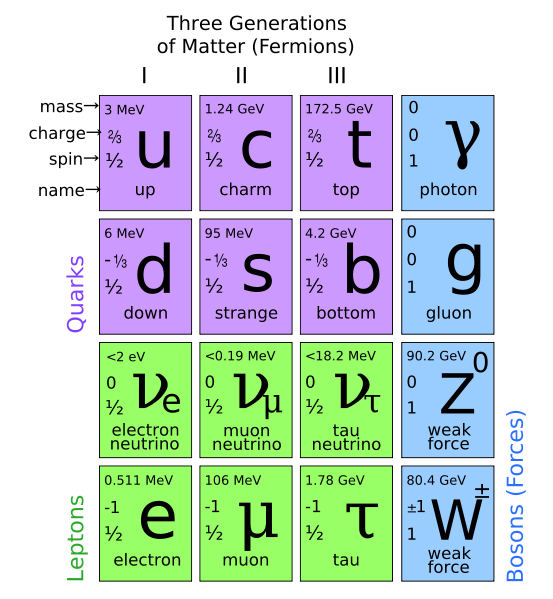 Three Generations
of Matter (Fermions)
I II III
mass→ 3 MeV 1.24 GeV 172.5 GeV 0
charge→ ⅔ ⅔ ⅔ 0
spin→ ½ ½ ½ 1
u c t γ
name→ up charm top photon
Quarks
6 MeV 95 MeV 4.2 GeV 0
-⅓ -⅓ -⅓ 0
½ ½ ½ 1
d s b g
down strange bottom gluon
<2 eV <0.19 MeV <18.2 MeV 90.2 GeV
0 0 0 0
½ ½ ½ 1
νe νμ ντ Z0
electron muon tau weak
neutrino neutrino neutrino force
Leptons
0.511 MeV 106 MeV 1.78 GeV 80.4 GeV
-1 -1 -1 ±1
½ ½ ½ 1
e μ τ W±
electron muon tau weak
force
Bosons (Forces)